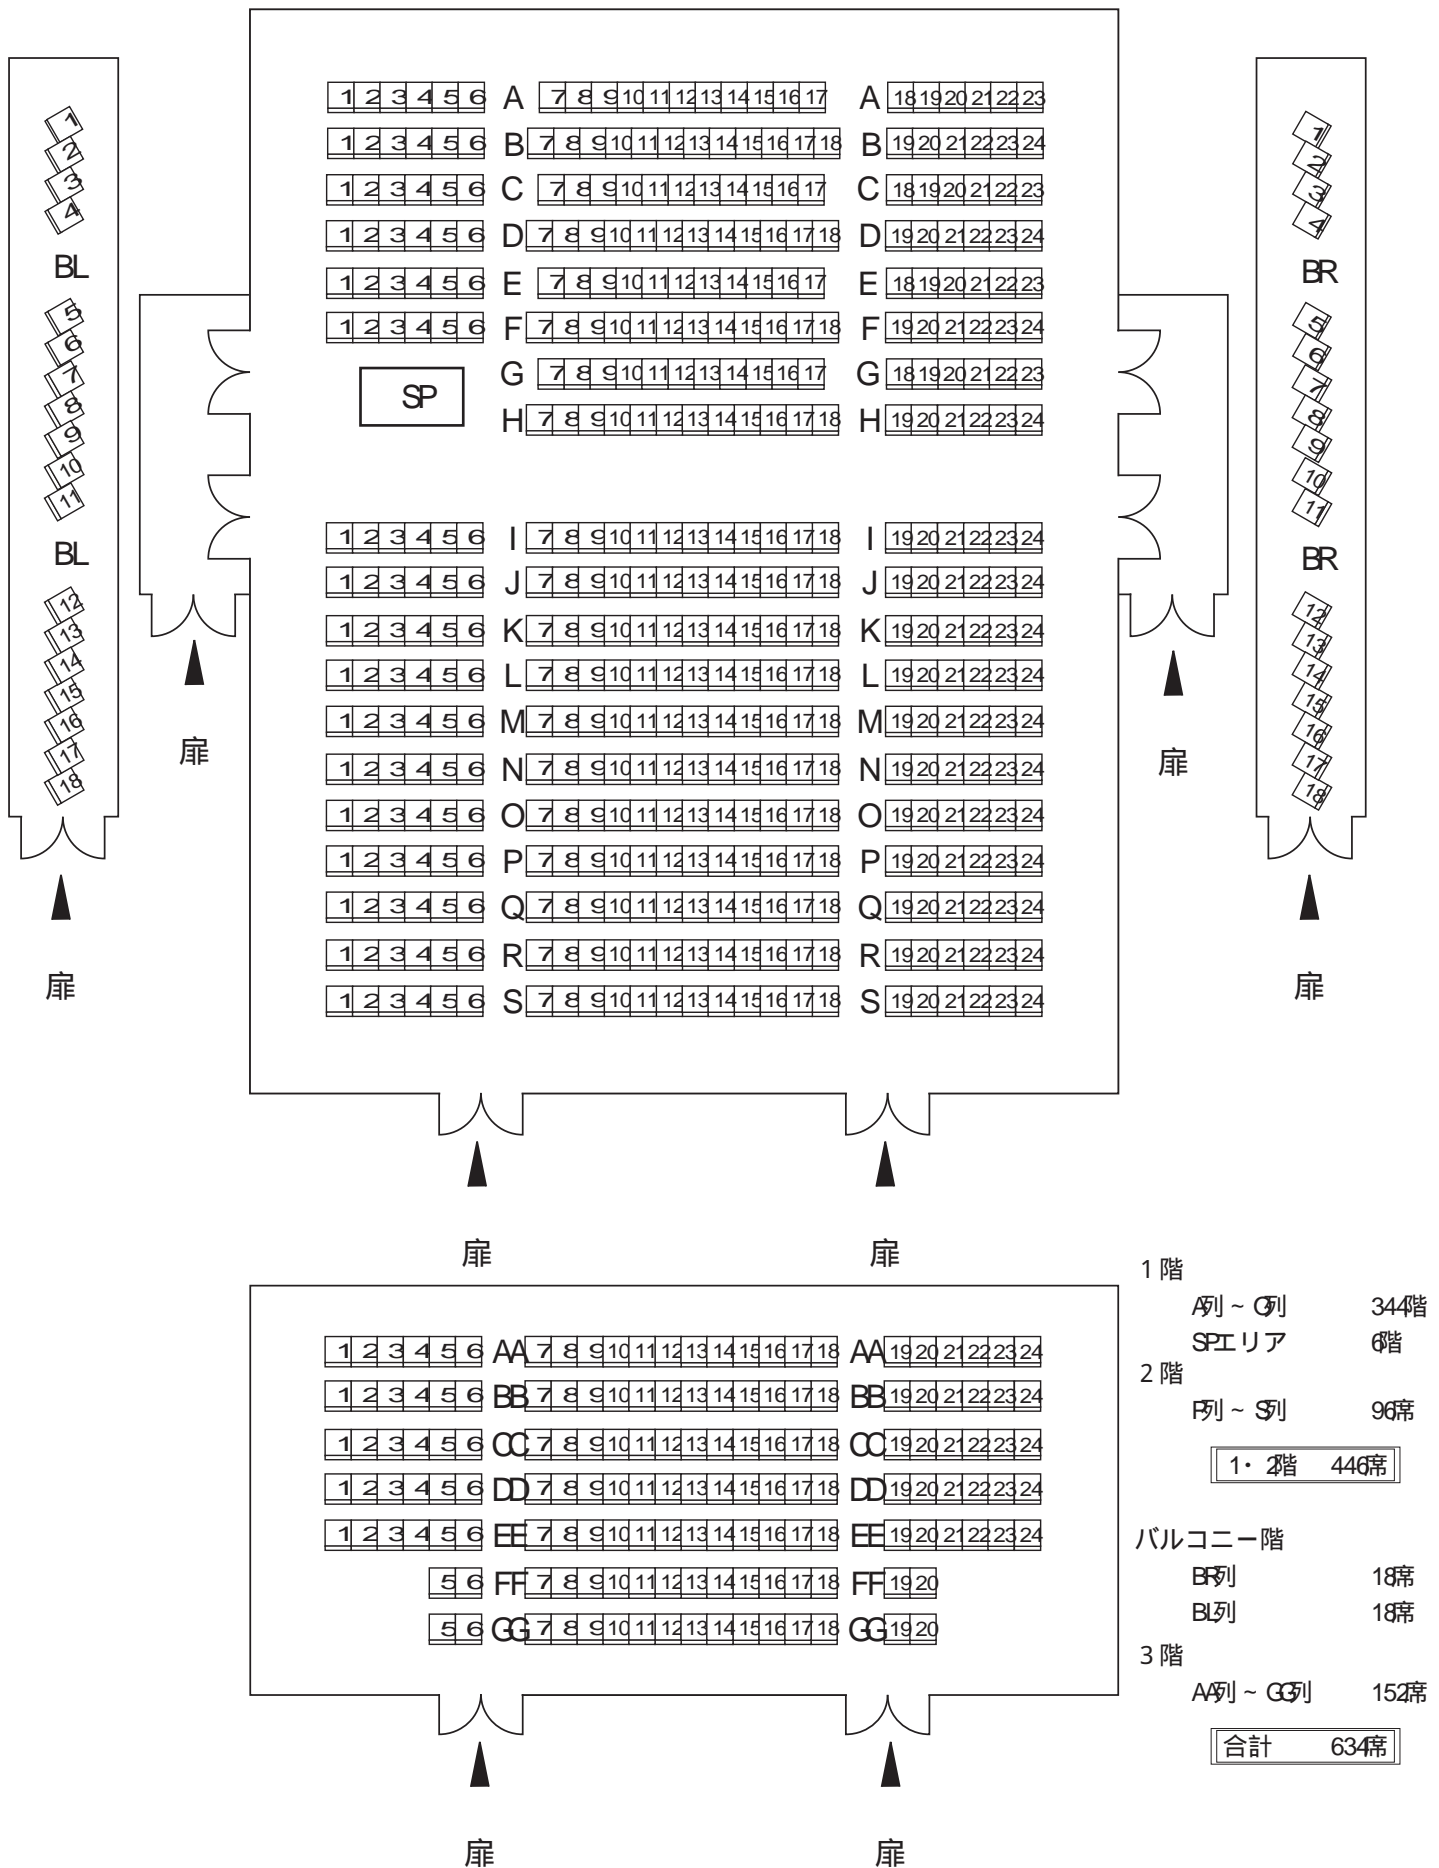 1 2 3 4 5 6 A 7 8 9 10 11 12 13 14 15 16 17 A 18 19 20 21 22 23
1 2 3 4 5 6 B 7 8 9 10 11 12 13 14 15 16 17 18 B 19 20 21 22 23 24
1 2 3 4 5 6 C 7 8 9 10 11 12 13 14 15 16 17 C 18 19 20 21 22 23
1 2 3 4 5 6 D 7 8 9 10 11 12 13 14 15 16 17 18 D 19 20 21 22 23 24
1 2 3 4 5 6 E 7 8 9 10 11 12 13 14 15 16 17 E 18 19 20 21 22 23
1 2 3 4 5 6 F 7 8 9 10 11 12 13 14 15 16 17 18 F 19 20 21 22 23 24
G 7 8 9 10 11 12 13 14 15 16 17 G 18 19 20 21 22 23
SP
H 7 8 9 10 11 12 13 14 15 16 17 18 H 19 20 21 22 23 24
1 2 3 4 5 6 I 7 8 9 10 11 12 13 14 15 16 17 18 I 19 20 21 22 23 24
1 2 3 4 5 6 J 7 8 9 10 11 12 13 14 15 16 17 18 J 19 20 21 22 23 24
1 2 3 4 5 6 K 7 8 9 10 11 12 13 14 15 16 17 18 K 19 20 21 22 23 24
1 2 3 4 5 6 L 7 8 9 10 11 12 13 14 15 16 17 18 L 19 20 21 22 23 24
1 2 3 4 5 6 M 7 8 9 10 11 12 13 14 15 16 17 18 M 19 20 21 22 23 24
1 2 3 4 5 6 N 7 8 9 10 11 12 13 14 15 16 17 18 N 19 20 21 22 23 24
1 2 3 4 5 6 O 7 8 9 10 11 12 13 14 15 16 17 18 O 19 20 21 22 23 24
1 2 3 4 5 6 P 7 8 9 10 11 12 13 14 15 16 17 18 P 19 20 21 22 23 24
1 2 3 4 5 6 Q 7 8 9 10 11 12 13 14 15 16 17 18 Q 19 20 21 22 23 24
1 2 3 4 5 6 R 7 8 9 10 11 12 13 14 15 16 17 18 R 19 20 21 22 23 24
1 2 3 4 5 6 S 7 8 9 10 11 12 13 14 15 16 17 18 S 19 20 21 22 23 24
1
2
3
4
BL
5
6
7
8
9
10
11
BL
12
13
14
15
16
17
18
扉
扉
1
2
3
4
BR
5
6
7
8
9
10
11
BR
12
13
14
15
16
17
18
扉
扉
扉
扉
1 2 3 4 5 6 AA 7 8 9 10 11 12 13 14 15 16 17 18 AA 19 20 21 22 23 24
1 2 3 4 5 6 BB 7 8 9 10 11 12 13 14 15 16 17 18 BB 19 20 21 22 23 24
1 2 3 4 5 6 CC 7 8 9 10 11 12 13 14 15 16 17 18 CC 19 20 21 22 23 24
1 2 3 4 5 6 DD 7 8 9 10 11 12 13 14 15 16 17 18 DD 19 20 21 22 23 24
1 2 3 4 5 6 EE 7 8 9 10 11 12 13 14 15 16 17 18 EE 19 20 21 22 23 24
5 6 FF 7 8 9 10 11 12 13 14 15 16 17 18 FF 19 20
5 6 GG 7 8 9 10 11 12 13 14 15 16 17 18 GG 19 20
扉
扉
1階
A列～O列 344階
SPエリア 6階
2階
P列～S列 96席
1・2階 446席
バルコニー階
BR列 18席
BL列 18席
3階
AA列～GG列 152席
合計 634席